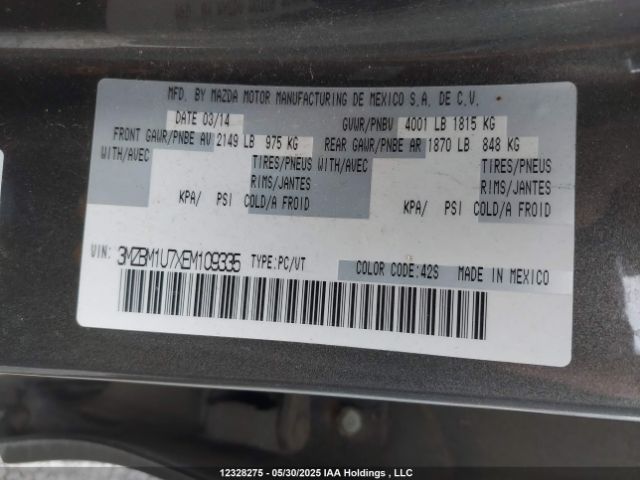 MFD. BY MAZDA MOTOR MANUFACTURING DE MEXICO S.A. DE C.V.
DATE 03/14 GVWR/PNBV 4001 LB 1815 KG
FRONT GAWR/PNBE AV 2149 LB 975 KG REAR GAWR/PNBE AR 1870 LB 848 KG
WITH/AVEC TIRES/PNEUS WITH/AVEC TIRES/PNEUS
RIMS/JANTES RIMS/JANTES
KPA/ PSI COLD/A FROID KPA/ PSI COLD/A FROID
VIN: 3MZBM1U7XEM109335 TYPE:PC/VT COLOR CODE:42S MADE IN MEXICO
12328275 - 05/30/2025 IAA Holdings , LLC